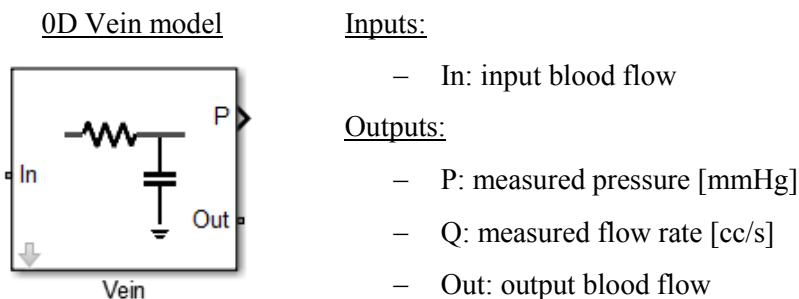 0D Vein model
In
P
Out
Vein
Inputs:
– In: input blood flow
Outputs:
– P: measured pressure [mmHg]
– Q: measured flow rate [cc/s]
– Out: output blood flow